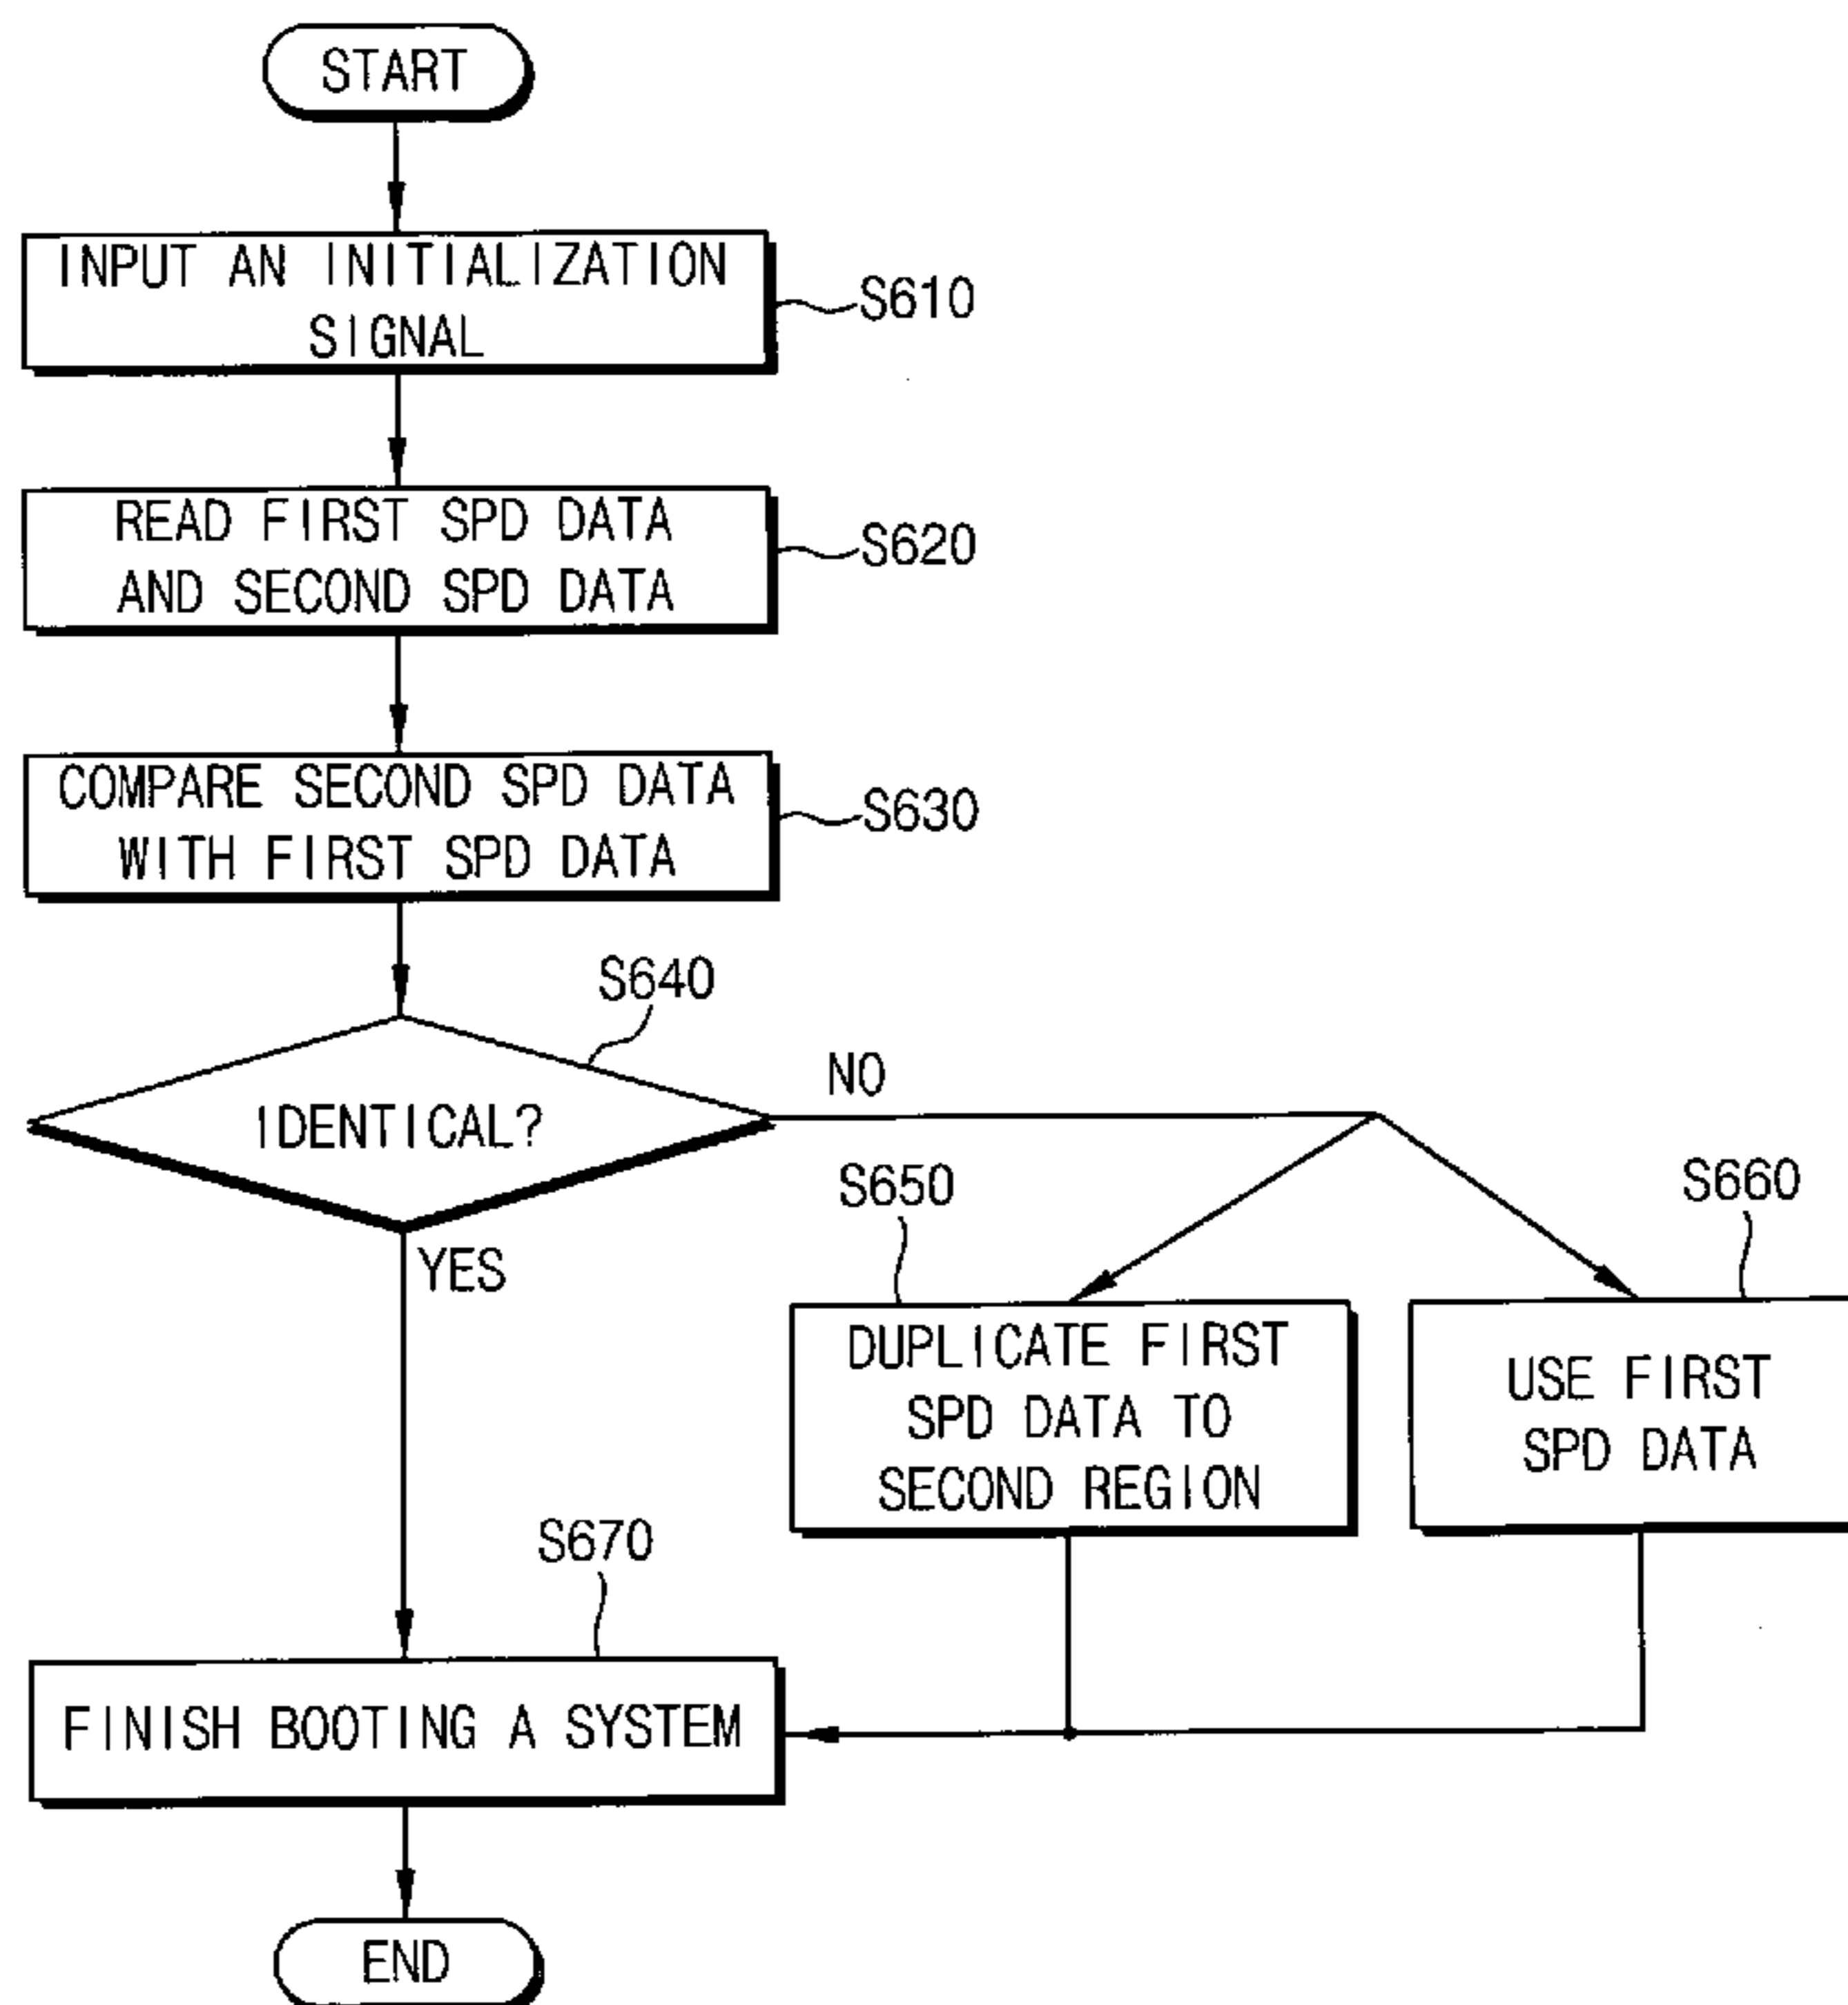 START
INPUT AN INITIALIZATION
SIGNAL
S610
READ FIRST SPD DATA
AND SECOND SPD DATA
S620
COMPARE SECOND SPD DATA
WITH FIRST SPD DATA
S630
S640
IDENTICAL?
NO
YES
S650
DUPLICATE FIRST
SPD DATA TO
SECOND REGION
S660
USE FIRST
SPD DATA
S670
FINISH BOOTING A SYSTEM
END